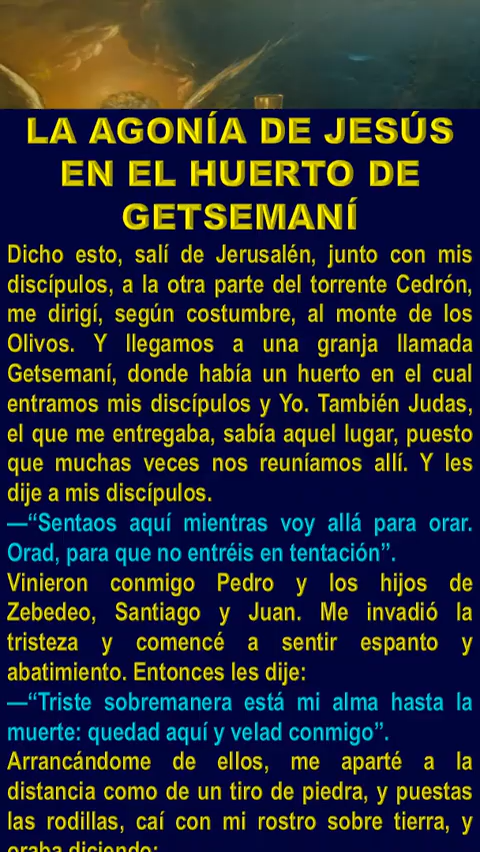 LA AGONÍA DE JESÚS
EN EL HUERTO DE
GETSEMANÍ
Dicho esto, salí de Jerusalén, junto con mis
discípulos, a la otra parte del torrente Cedrón,
me dirigí, según costumbre, al monte de los
Olivos. Y llegamos a una granja llamada
Getsemaní, donde había un huerto en el cual
entramos mis discípulos y Yo. También Judas,
el que me entregaba, sabía aquel lugar, puesto
que muchas veces nos reuníamos allí. Y les
dije a mis discípulos.
—“Sentaos aquí mientras voy allá para orar.
Orad, para que no entréis en tentación”.
Vinieron conmigo Pedro y los hijos de
Zebedeo, Santiago y Juan. Me invadió la
tristeza y comencé a sentir espanto y
abatimiento. Entonces les dije:
—“Triste sobremanera está mi alma hasta la
muerte: quedad aquí y velad conmigo”.
Arrancándome de ellos, me aparté a la
distancia como de un tiro de piedra, y puestas
las rodillas, caí con mi rostro sobre tierra, y
oraba diciendo: